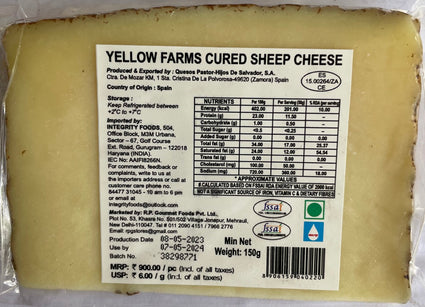 YELLOW FARMS CURED SHEEP CHEESE
Produced & Exported by : Quesos Pastor-Hijos De Salvador, S.A.
Ctra. De Mozar KM, 1 Sta. Cristina De La Polvorosa-49620 (Zamora) Spain
ES
15.00264/ZA
CE
Country of Origin : Spain
Storage :
Keep Refrigerated between
+2°C to +7°C
Imported by:
INTEGRITY FOODS, 504,
Office Block, M3M Urbana,
Sector – 67, Golf Course
Ext. Road, Gurugram – 122018
Haryana (INDIA).
IEC No: AAIFI8266N.
For comments, feedback or
complaints, write to us at
the importers address or call at
customer care phone no.
84477 31045 - 10 am to 6 pm
or email at
integrityfoods@outlook.com
NUTRIENTS Per 100g Per Serving (50g) % RDA (per serving)
Energy (kcal) 402.00 201.00 10.00
Protein (g) 23.00 11.50
Carbohydrate (g) 1.00 0.50
Total Sugar (g) <0.5 <0.25
Added Sugar (g) 0.00 0.00 0.00
Total Fat (g) 34.00 17.00 25.37
Saturated Fat (g) 24.00 12.00 54.54
Trans fat (g) 0.00 0.00 0.00
Cholesterol (mg) 100.00 50.00
Sodium (mg) 720.00 360.00 18.00
* APPROXIMATE VALUES
# CALCULATED BASED ON FSSAI RDA ENERGY VALUE OF 2000 kcal
NOT A SIGNIFICANT SOURCE OF IRON, VITAMIN C & DIETARY FIBRES
Marketed by: R.P. Gourmet Foods Pvt. Ltd.
Plot No. 53, Khasra No. 501/502 Village Jonapur, Mehrauli,
New Delhi-110047. Tel # 011 2090 4151 / 7966 2776
Email: rpgstores@gmail.com
fssai
fssai
Production Date 08-05-2023
Use by 07-05-2024
Batch No. 38298771
Min Net
Weight: 150g
MRP: ₹ 900.00 / pc (incl. of all taxes)
USP: ₹ 6.00 / g (incl. of all taxes)
8 906159 040220